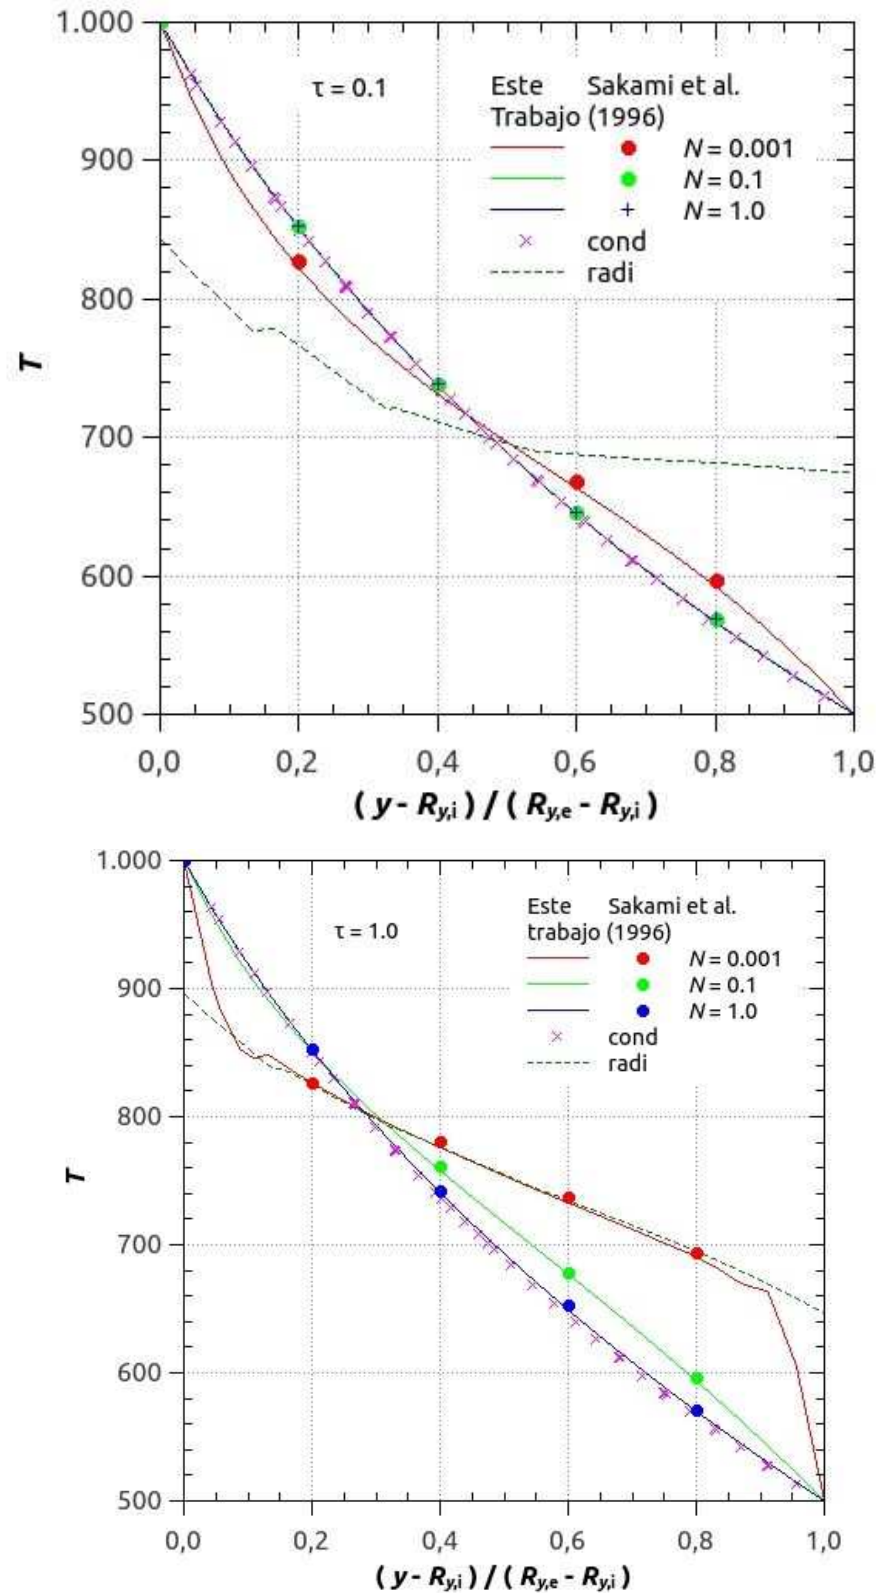 1.000
900
800
700
600
500
T
τ = 0.1
Este Sakami et al.
Trabajo (1996)
N = 0.001
N = 0.1
N = 1.0
cond
radi
0,0 0,2 0,4 0,6 0,8 1,0
( y - Ry,i ) / ( Ry,e - Ry,i )
1.000
900
800
700
600
500
T
τ = 1.0
Este Sakami et al.
trabajo (1996)
N = 0.001
N = 0.1
N = 1.0
cond
radi
0,0 0,2 0,4 0,6 0,8 1,0
( y - Ry,i ) / ( Ry,e - Ry,i )